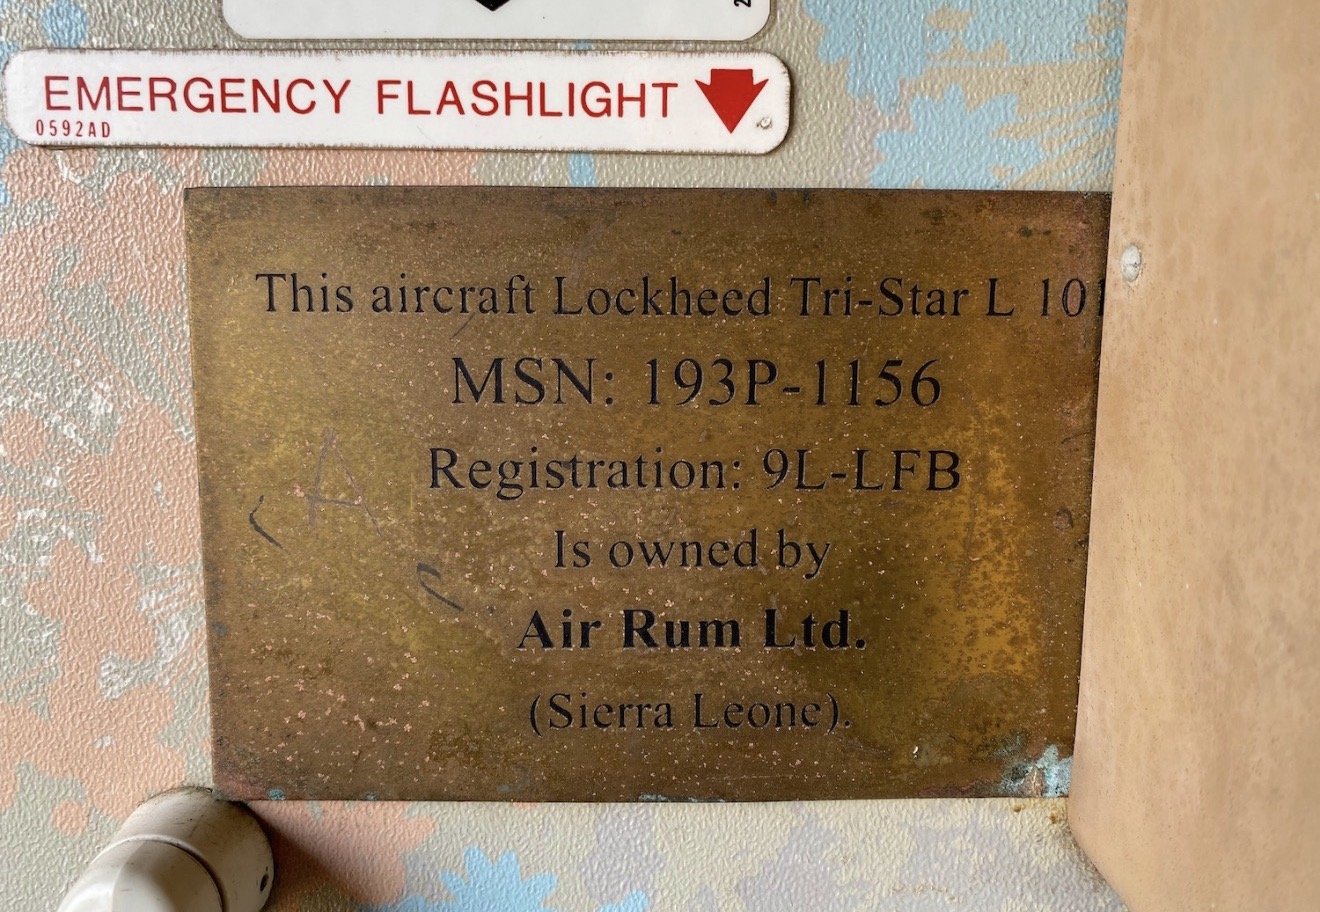 EMERGENCY FLASHLIGHT
0592AD
This aircraft Lockheed Tri-Star L 101
MSN: 193P-1156
Registration: 9L-LFB
Is owned by
Air Rum Ltd.
(Sierra Leone).